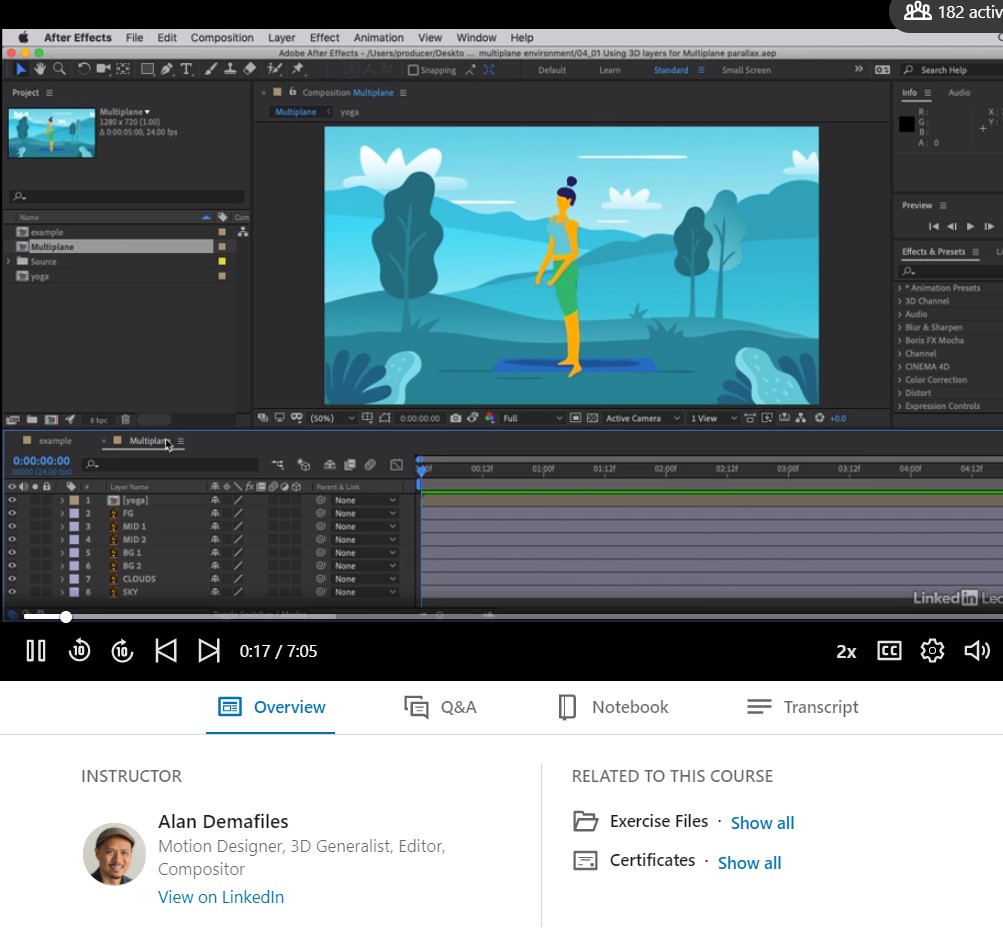 182 activ
After Effects File Edit Composition Layer Effect Animation View Window Help
Adobe After Effects - /Users/producer/Deskto ... multiplane environment/04_01 Using 3D layers for Multiplane parallax.aep
Snapping Default Learn Standard Small Screen Search Help
Project
Composition Multiplane
Info Audio
Multiplane
1280 x 720 (1.00)
Δ 0:00:05:00, 24.00 fps
Multiplane yoga
R: X:
G: Y:
B:
A: 0
Name Com
example
Multiplane
Source
yoga
Preview
Effects & Presets Li
* Animation Presets
3D Channel
Audio
Blur & Sharpen
Boris FX Mocha
Channel
CINEMA 4D
Color Correction
Distort
Expression Controls
8 bpc
(50%) 0:00:00:00 Full Active Camera 1 View +0.0
example Multiplane
0:00:00:00
00000 (24.00 fps)
00f 00:12f 01:00f 01:12f 02:00f 02:12f 03:00f 03:12f 04:00f 04:12f
# Layer Name fx Parent & Link
1 [yoga] None
2 FG None
3 MID 1 None
4 MID 2 None
5 BG 1 None
6 BG 2 None
7 CLOUDS None
8 SKY None
Toggle Switches / Modes
Linked in Lea
10 10 0:17 / 7:05 2x CC
Overview Q&A Notebook Transcript
INSTRUCTOR
Alan Demafiles
Motion Designer, 3D Generalist, Editor,
Compositor
View on LinkedIn
RELATED TO THIS COURSE
Exercise Files · Show all
Certificates · Show all